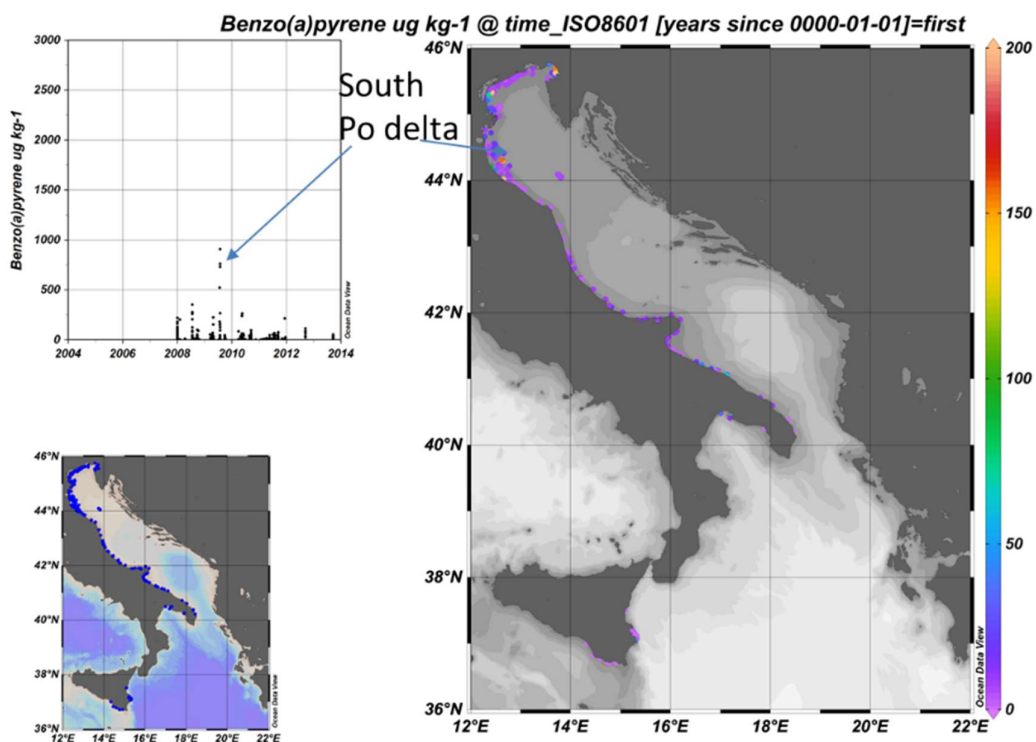 Benzo(a)pyrene ug kg-1 @ time_ISO8601 [years since 0000-01-01]=first
3000
2500
2000
1500
1000
500
0
Benzo(a)pyrene ug kg-1
2004
2006
2008
2010
2012
2014
Ocean Data View
South
Po delta
46°N
44°N
42°N
40°N
38°N
36°N
12°E
14°E
16°E
18°E
20°E
22°E
Ocean Data View
200
150
100
50
0
46°N
44°N
42°N
40°N
38°N
36°N
12°E
14°E
16°E
18°E
20°E
22°E
Ocean Data View